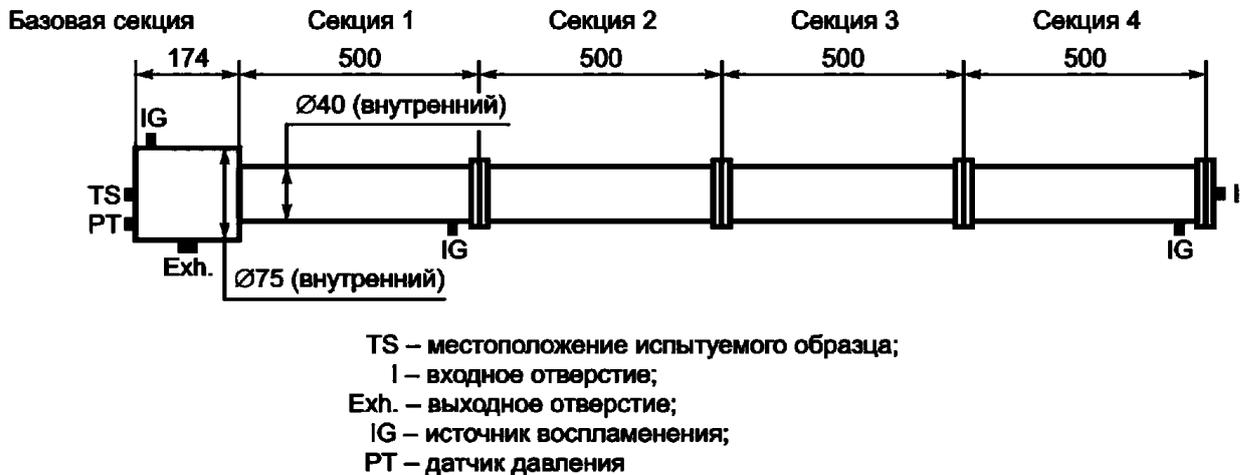 Базовая секция Секция 1 Секция 2 Секция 3 Секция 4
174 500 500 500 500
∅40 (внутренний)
IG
TS
I
PT
IG
IG
Exh.
∅75 (внутренний)
TS – местоположение испытуемого образца;
I – входное отверстие;
Exh. – выходное отверстие;
IG – источник воспламенения;
PT – датчик давления